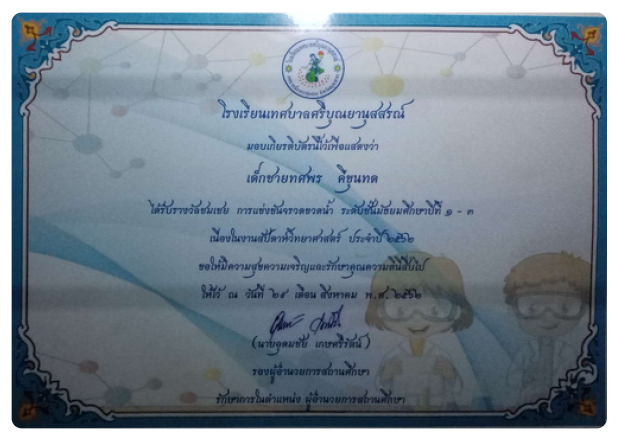 โรงเรียนเทศบาลศรีบุณยานุสสรณ์
มอบเกียรติบัตรนี้ไว้เพื่อแสดงว่า
เด็กชายทศพร ดีขุนทด
ได้รับรางวัลชมเชย การแข่งขันจรวดขวดน้ำ ระดับชั้นมัธยมศึกษาปีที่ ๑ - ๓
เนื่องในงานสัปดาห์วิทยาศาสตร์ ประจำปี ๒๕๖๒
ขอให้มีความสุขความเจริญและรักษาคุณความดีนี้สืบไป
ให้ไว้ ณ วันที่ ๒๙ เดือน สิงหาคม พ.ศ. ๒๕๖๒
(นายอุดมชัย เกษศรีรัตน์)
รองผู้อำนวยการสถานศึกษา
รักษาการในตำแหน่ง ผู้อำนวยการสถานศึกษา